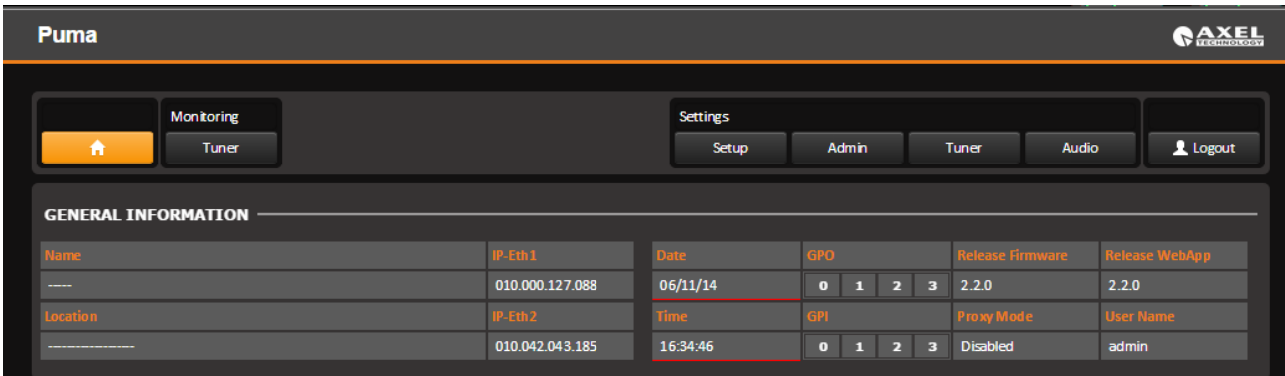 Puma
AXEL
TECHNOLOGY
Monitoring
Settings
Tuner
Setup Admin Tuner Audio Logout
GENERAL INFORMATION
Name IP-Eth1 Date GPO Release Firmware Release WebApp
----- 010.000.127.088 06/11/14 0 1 2 3 2.2.0 2.2.0
Location IP-Eth2 Time GPI Proxy Mode User Name
------------------ 010.042.043.185 16:34:46 0 1 2 3 Disabled admin